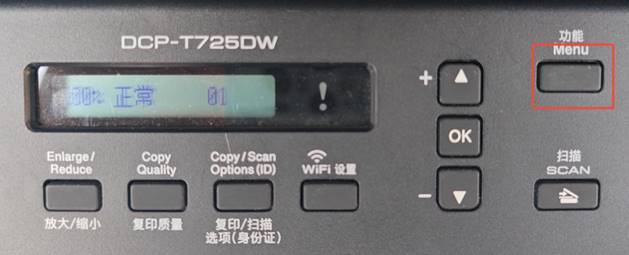 DCP-T725DW
100% 正常 01
!
功能
Menu
+
OK
−
Enlarge/
Reduce
放大/缩小
Copy
Quality
复印质量
Copy/Scan
Options(ID)
复印/扫描
选项(身份证)
WiFi 设置
扫描
SCAN